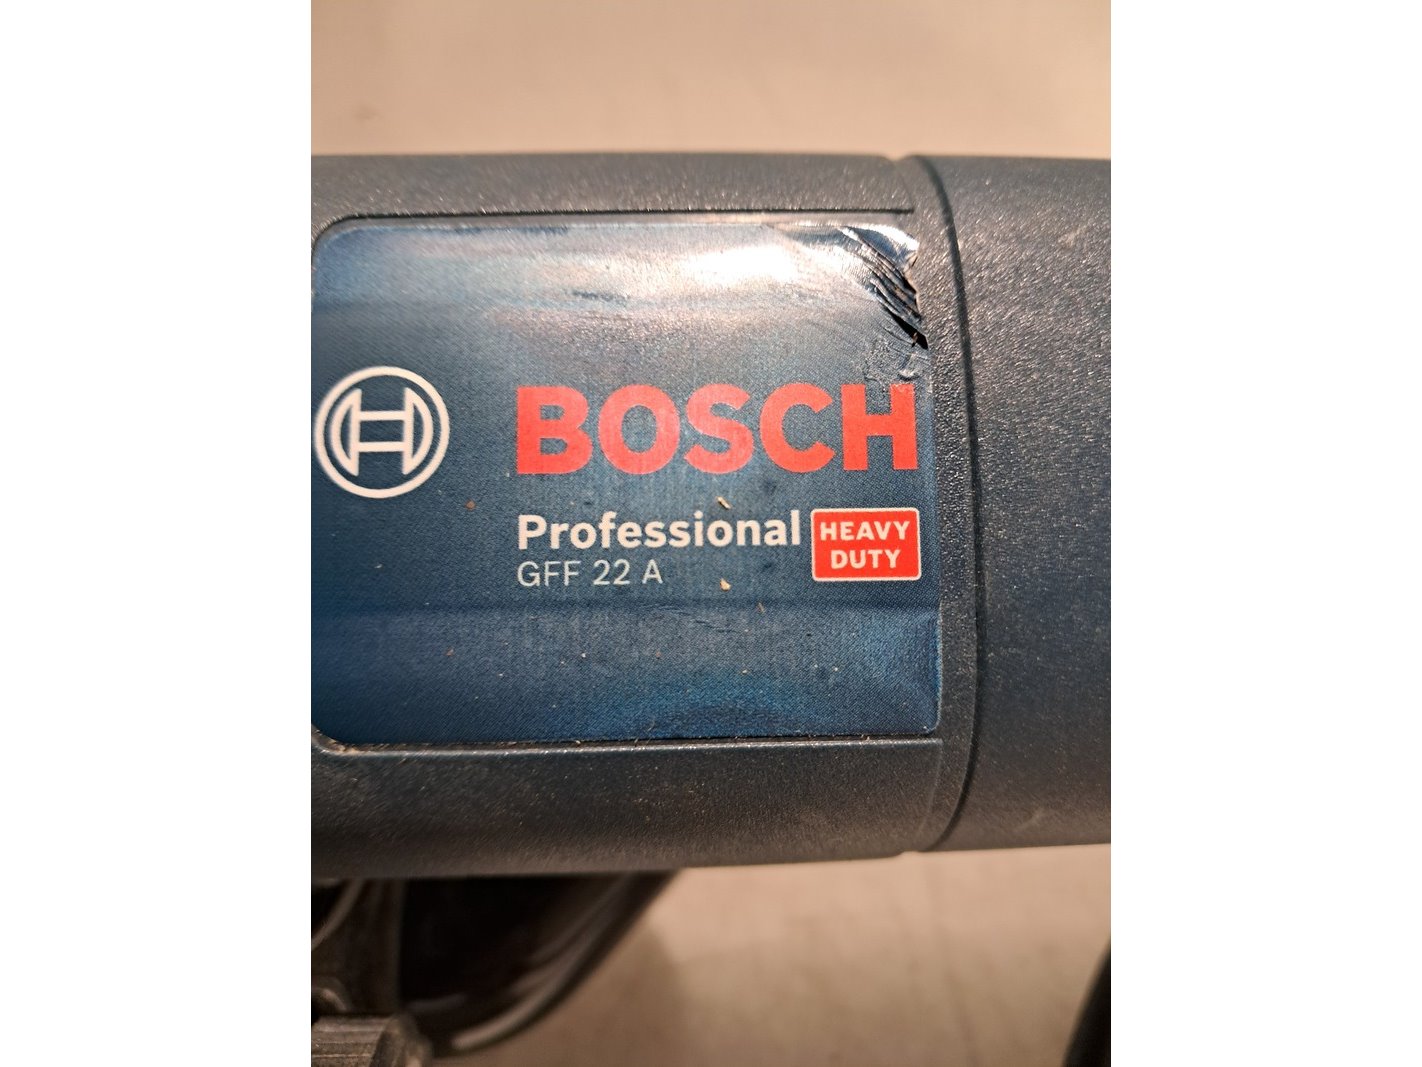 BOSCH
Professional
GFF 22 A
HEAVY
DUTY